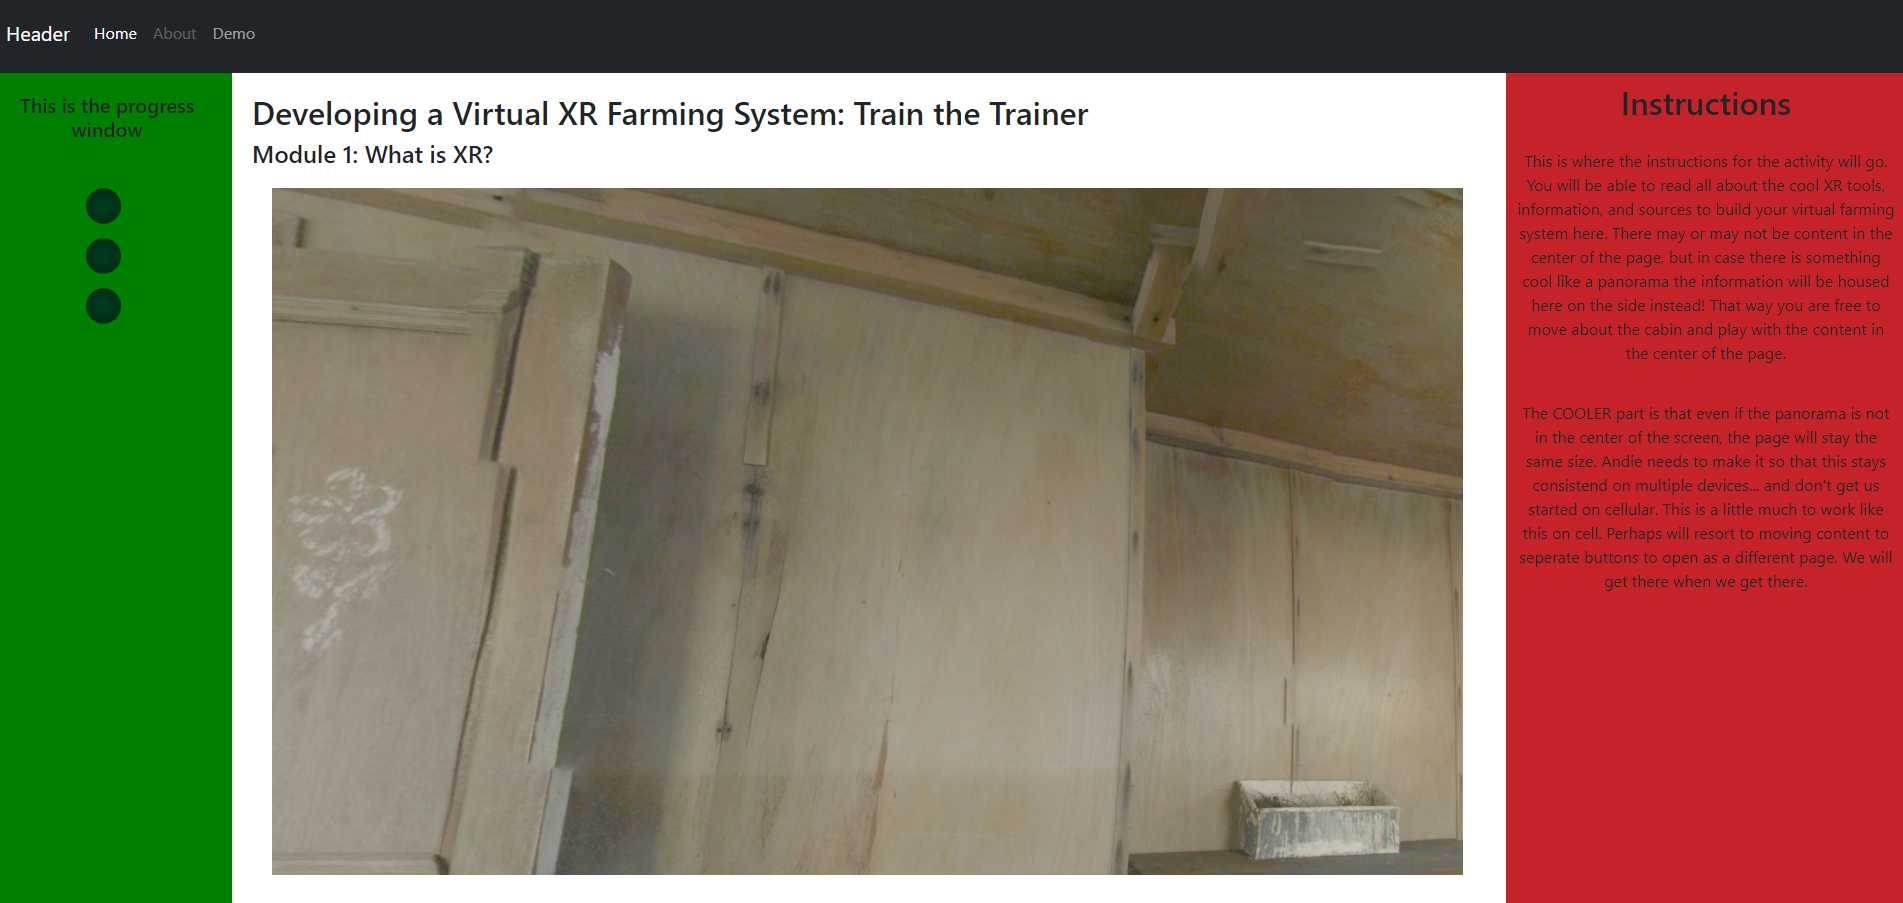 Header Home About Demo
This is the progress
window
Developing a Virtual XR Farming System: Train the Trainer
Module 1: What is XR?
Instructions
This is where the instructions for the activity will go.
You will be able to read all about the cool XR tools,
information, and sources to build your virtual farming
system here. There may or may not be content in the
center of the page, but in case there is something
cool like a panorama the information will be housed
here on the side instead! That way you are free to
move about the cabin and play with the content in
the center of the page.
The COOLER part is that even if the panorama is not
in the center of the screen, the page will stay the
same size. Andie needs to make it so that this stays
consistend on multiple devices... and don't get us
started on cellular. This is a little much to work like
this on cell. Perhaps will resort to moving content to
seperate buttons to open as a different page. We will
get there when we get there.